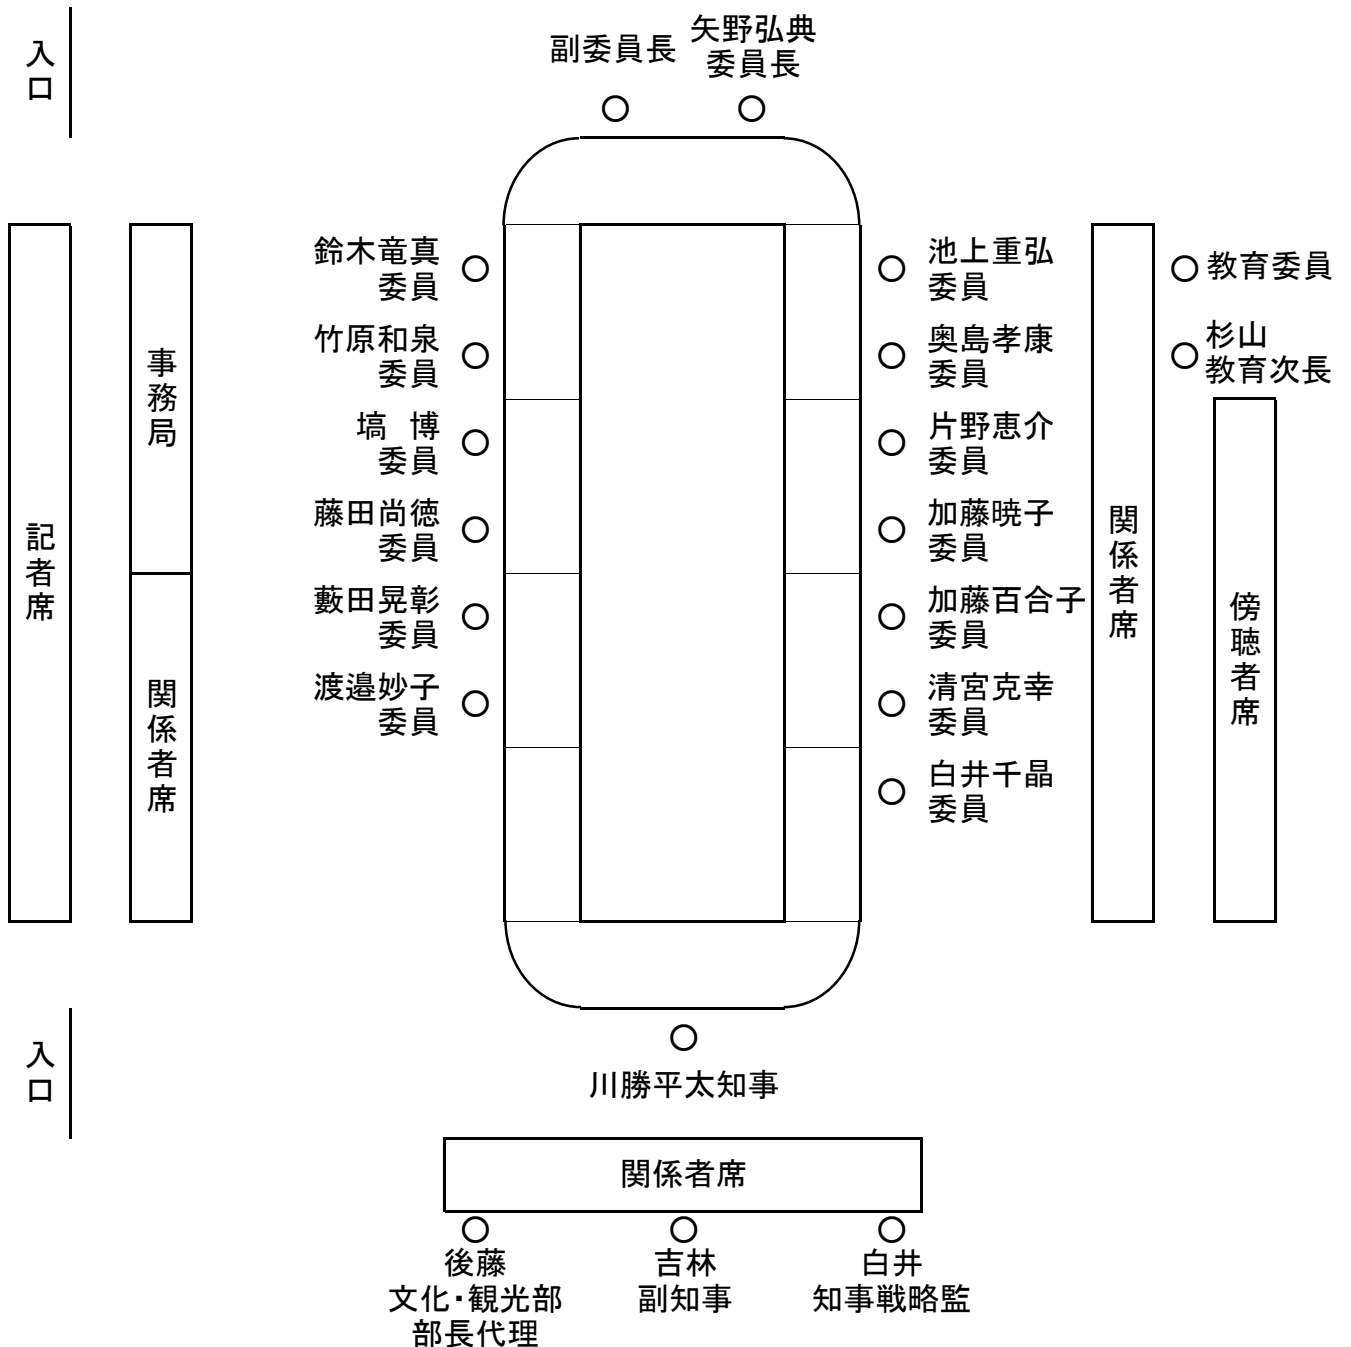 入口
副委員長
矢野弘典
委員長
鈴木竜真
委員
竹原和泉
委員
塙 博
委員
藤田尚徳
委員
藪田晃彰
委員
渡邉妙子
委員
池上重弘
委員
奥島孝康
委員
片野恵介
委員
加藤暁子
委員
加藤百合子
委員
清宮克幸
委員
白井千晶
委員
記者席
事務局
関係者席
関係者席
教育委員
杉山
教育次長
傍聴者席
入口
川勝平太知事
関係者席
後藤
文化・観光部
部長代理
吉林
副知事
白井
知事戦略監